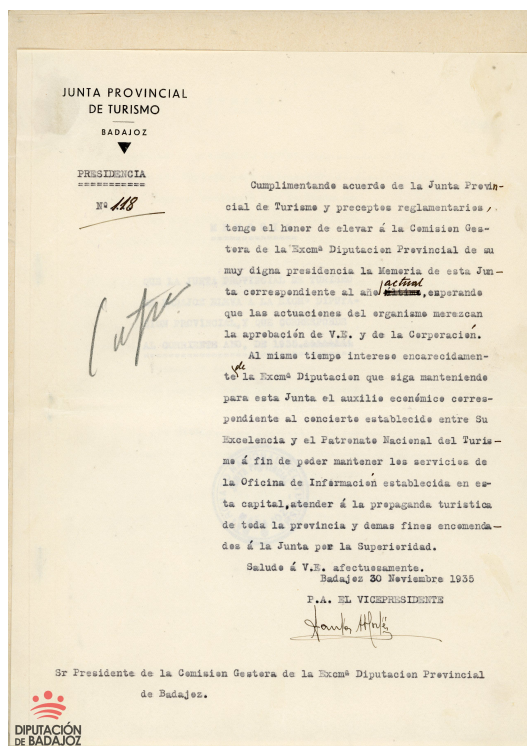 JUNTA PROVINCIAL
DE TURISMO
BADAJOZ
PRESIDENCIA
===========
Nº 118
Cumplimentando acuerdo de la Junta Provin-
cial de Turismo y preceptos reglamentarios,
tengo el honor de elevar á la Comision Ges-
tora de la Excmª Diputacion Provincial de su
muy digna presidencia la Memoria de esta Jun-
ta correspondiente al año último, actual esperando
que las actuaciones del organismo merezcan
la aprobación de V.E. y de la Corporación.
Al mismo tiempo intereso encarecidamen-
te de la Excmª Diputacion que siga manteniendo
para esta Junta el auxilio económico corres-
pondiente al concierto establecido entre Su
Excelencia y el Patronato Nacional del Turis-
mo á fin de poder mantener los servicios de
la Oficina de Información establecida en es-
ta capital, atender á la propaganda turistica
de toda la provincia y demas fines encomenda-
dos á la Junta por la Superioridad.
Saludo á V.E. afectuosamente.
Badajoz 30 Noviembre 1935
P.A. EL VICEPRESIDENTE
Sr Presidente de la Comision Gestora de la Excmª Diputacion Provincial
de Badajoz.
DIPUTACIÓN
DE BADAJOZ